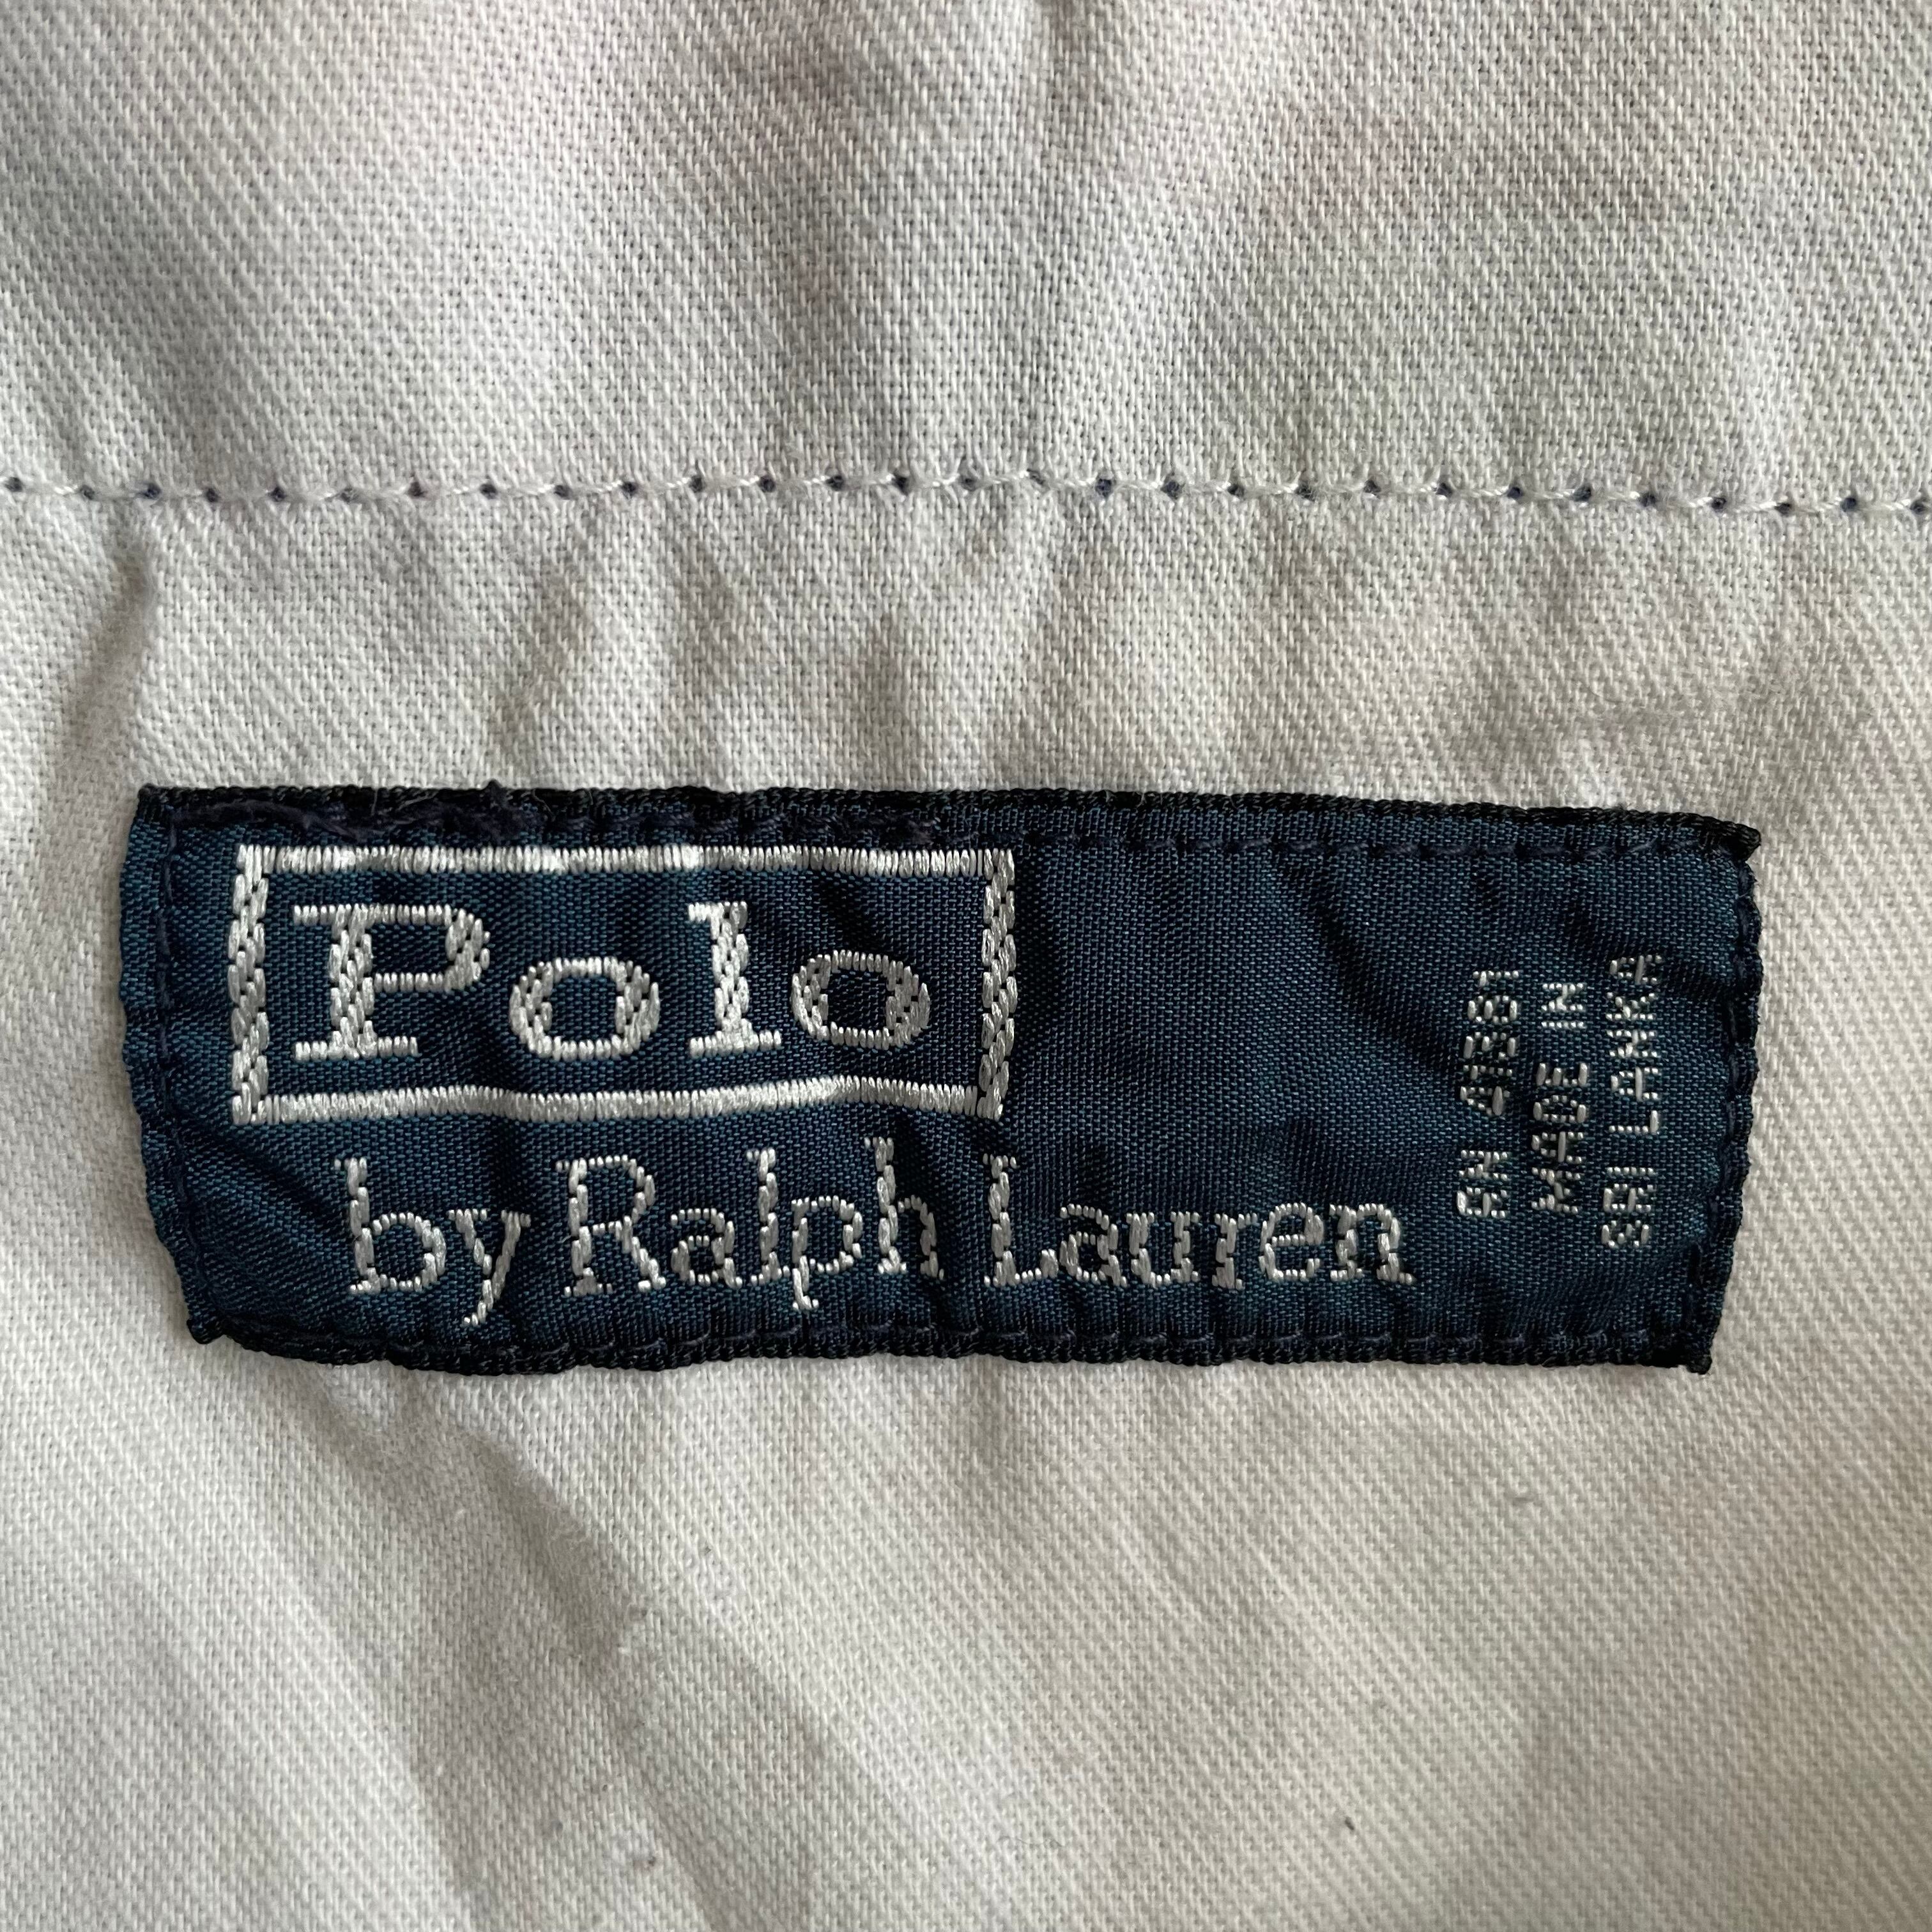 Polo
by Ralph Lauren
RN 41381
MADE IN
SRI LANKA